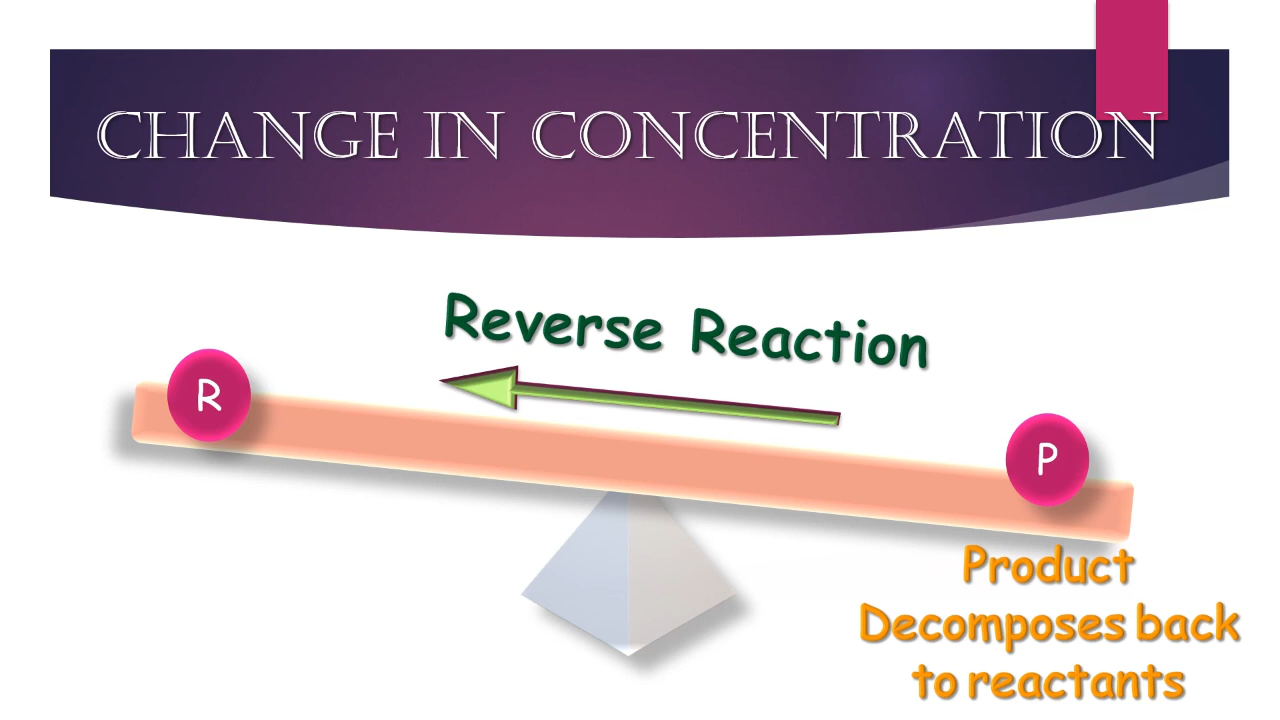 CHANGE IN CONCENTRATION
Reverse Reaction
R
P
Product
Decomposes back
to reactants